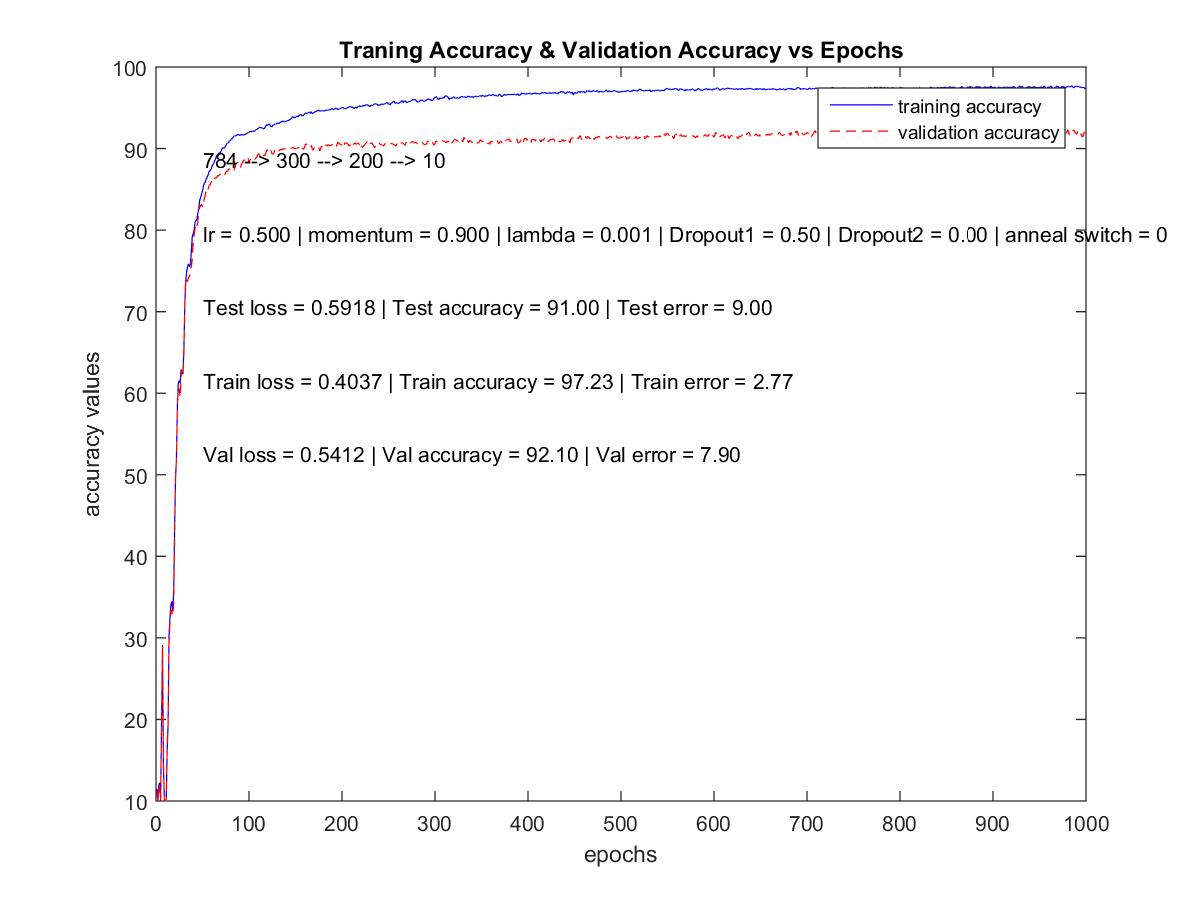 Traning Accuracy & Validation Accuracy vs Epochs
100
90
80
70
60
50
40
30
20
10
accuracy values
training accuracy
validation accuracy
784 --> 300 --> 200 --> 10
lr = 0.500 | momentum = 0.900 | lambda = 0.001 | Dropout1 = 0.50 | Dropout2 = 0.00 | anneal switch = 0
Test loss = 0.5918 | Test accuracy = 91.00 | Test error = 9.00
Train loss = 0.4037 | Train accuracy = 97.23 | Train error = 2.77
Val loss = 0.5412 | Val accuracy = 92.10 | Val error = 7.90
0 100 200 300 400 500 600 700 800 900 1000
epochs